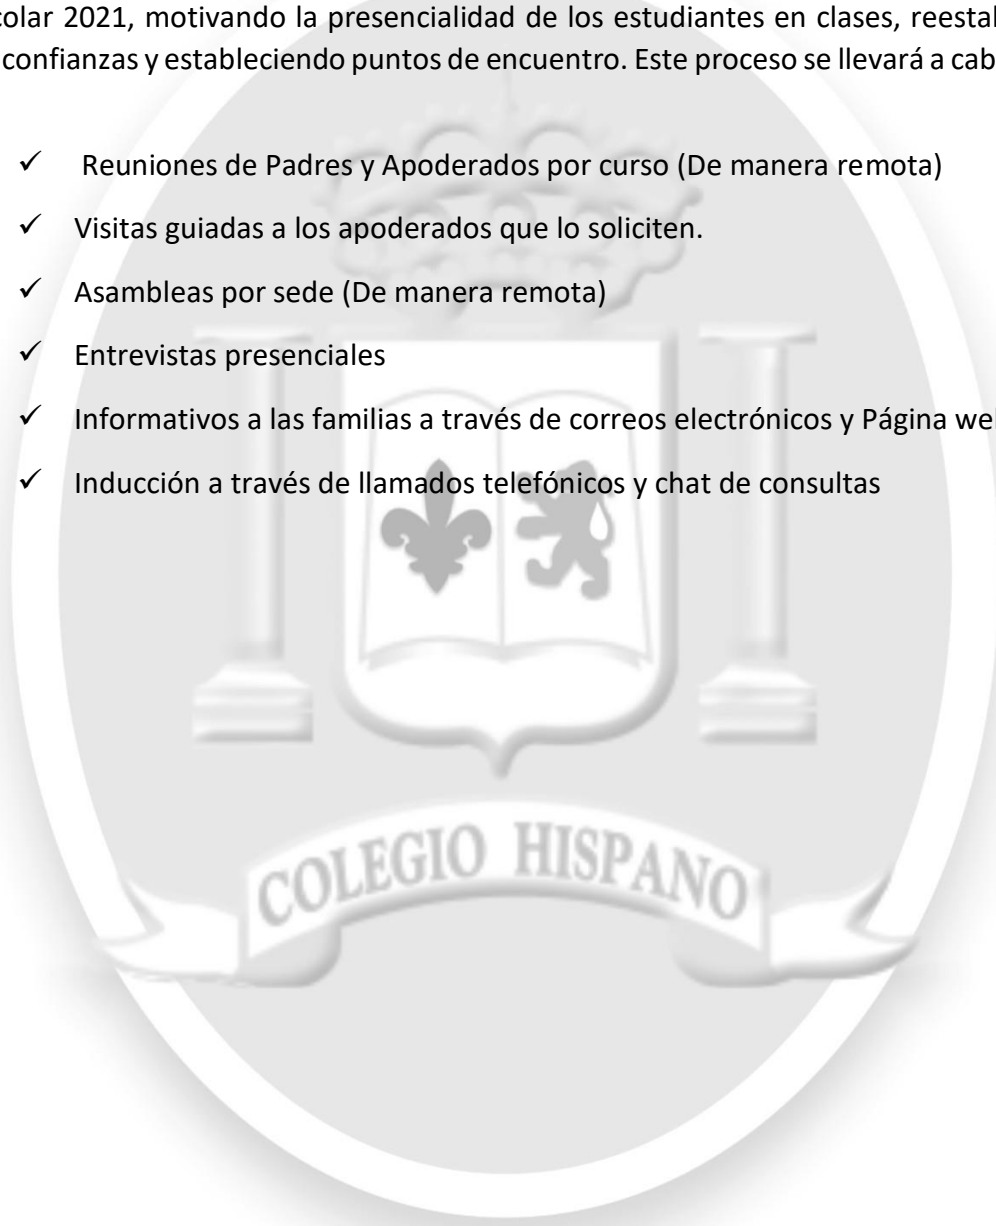 colar 2021, motivando la presencialidad de los estudiantes en clases, reestal
confianzas y estableciendo puntos de encuentro. Este proceso se llevará a cab
✓ Reuniones de Padres y Apoderados por curso (De manera remota)
✓ Visitas guiadas a los apoderados que lo soliciten.
✓ Asambleas por sede (De manera remota)
✓ Entrevistas presenciales
✓ Informativos a las familias a través de correos electrónicos y Página we
✓ Inducción a través de llamados telefónicos y chat de consultas
COLEGIO HISPANO